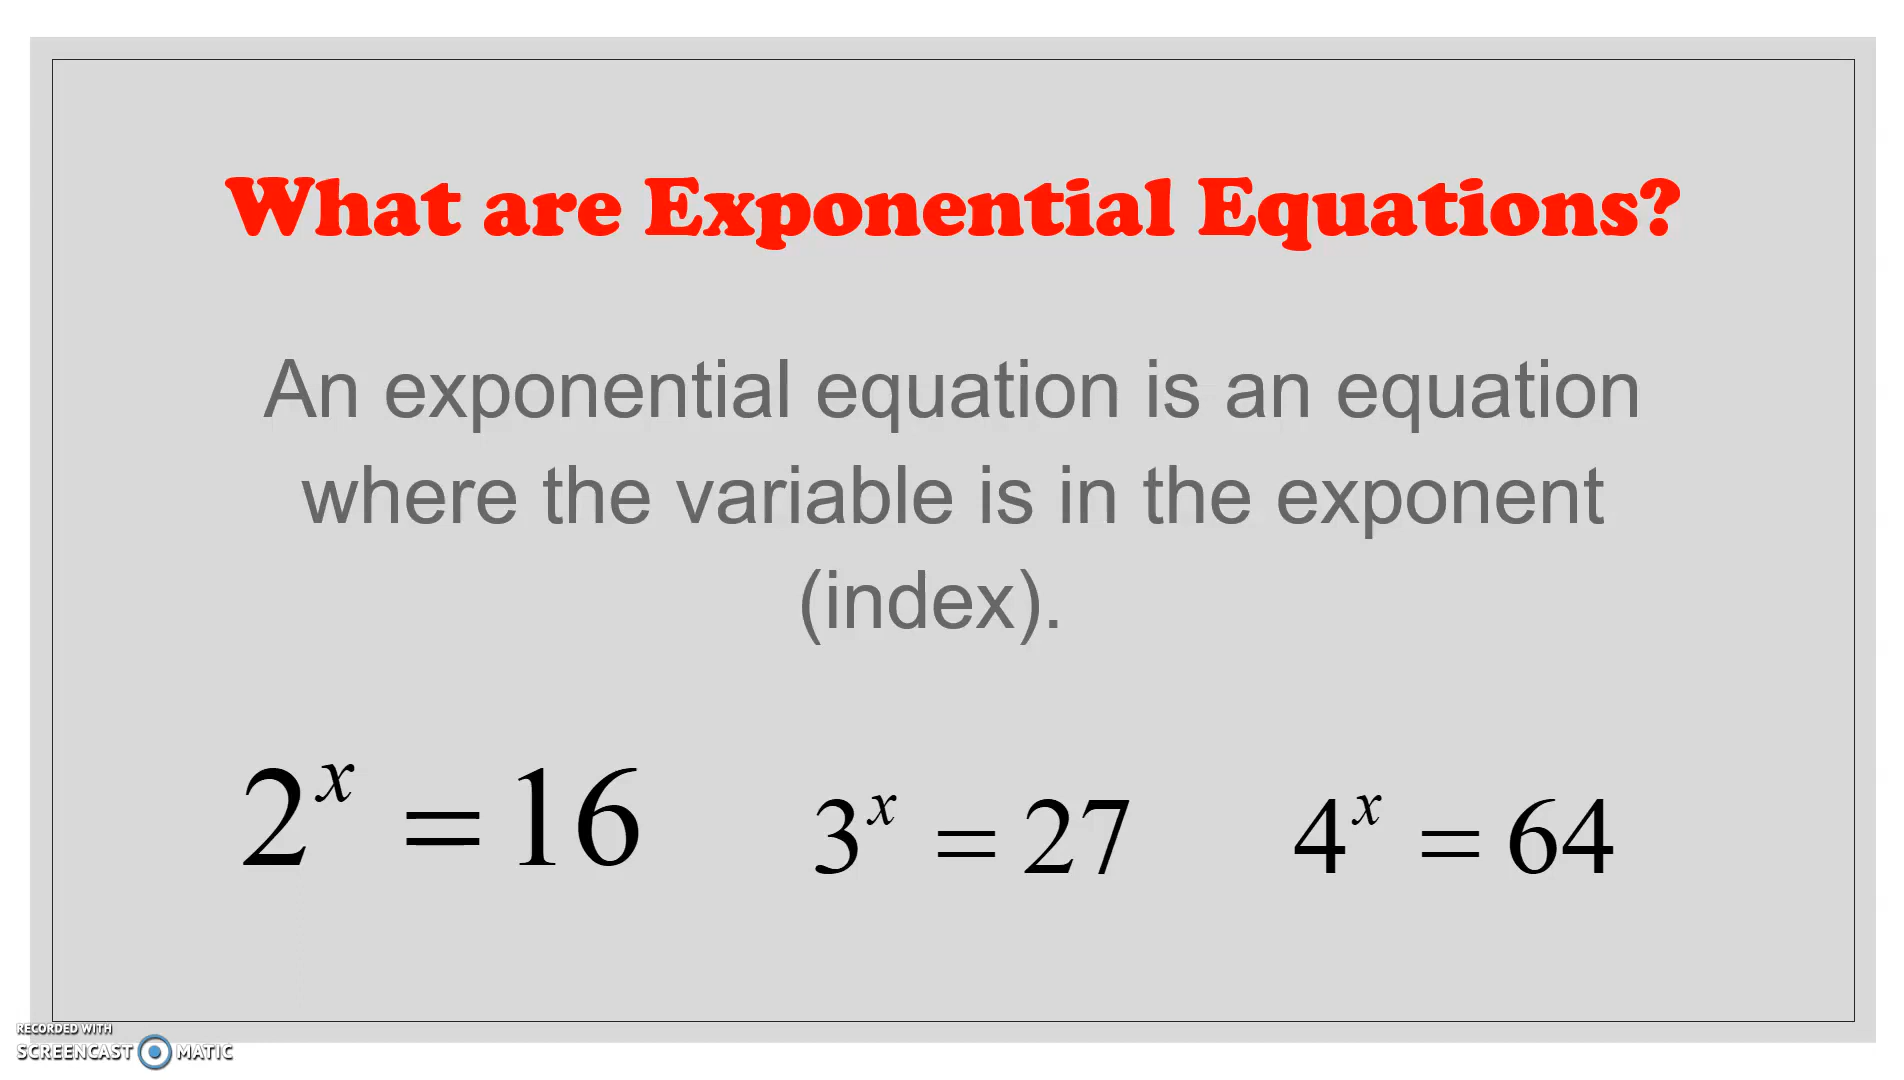 What are Exponential Equations?
An exponential equation is an equation
where the variable is in the exponent
(index).
2^x = 16 3^x = 27 4^x = 64
RECORDED WITH
SCREENCAST MATIC